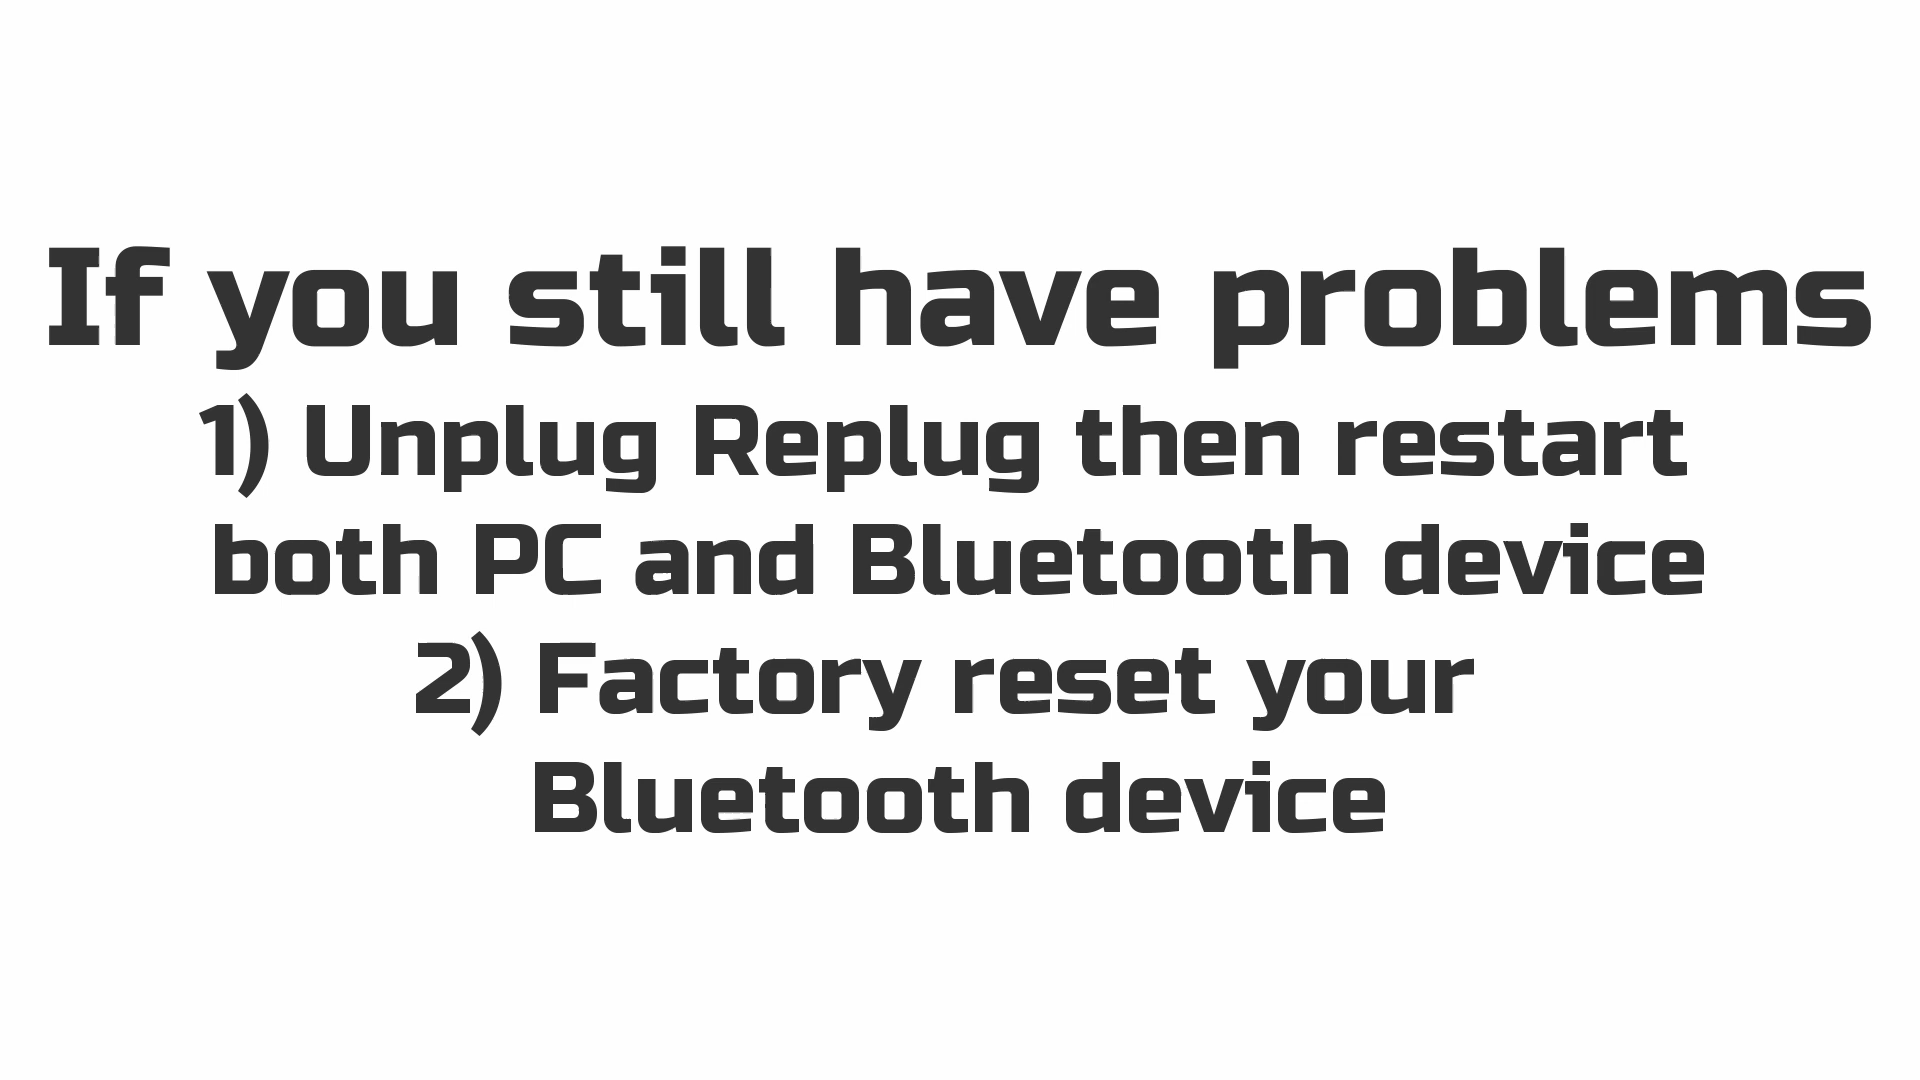 If you still have problems
1) Unplug Replug then restart
both PC and Bluetooth device
2) Factory reset your
Bluetooth device